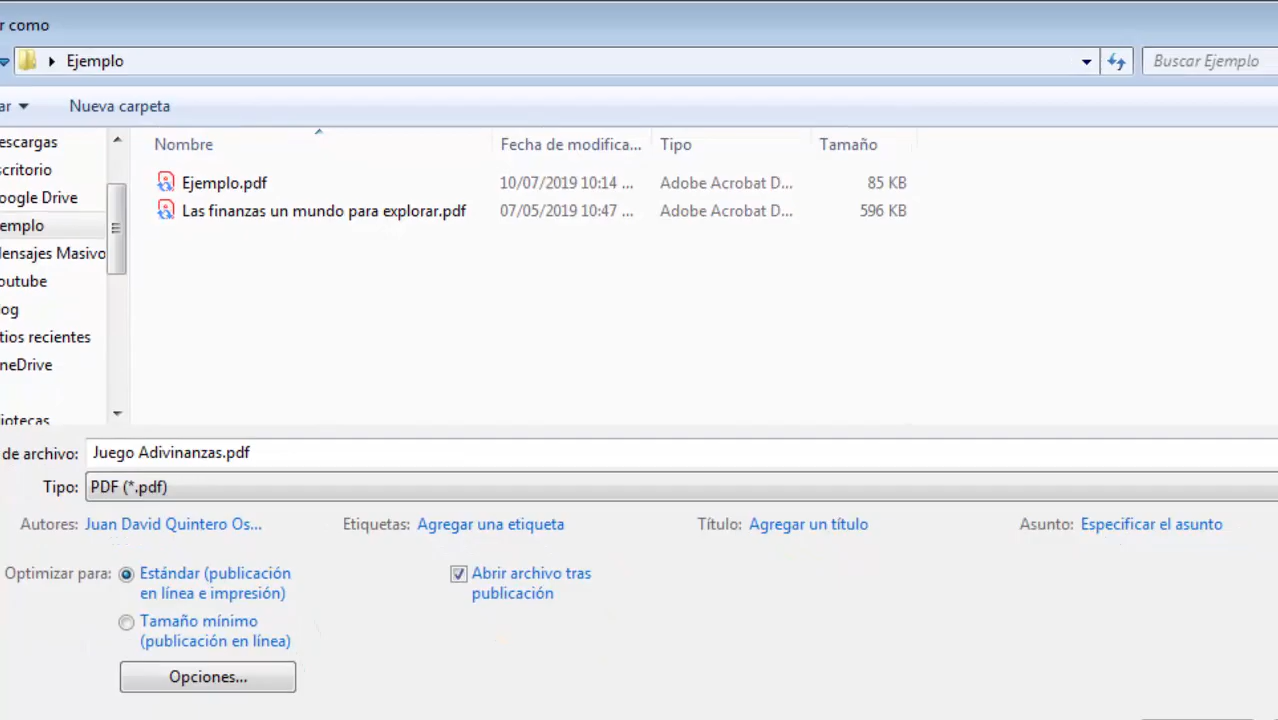 r como
Ejemplo
Buscar Ejemplo
ar
Nueva carpeta
escargas
scritorio
oogle Drive
emplo
lensajes Masivo
outube
log
tios recientes
neDrive
liotecas
Nombre
Fecha de modifica...
Tipo
Tamaño
Ejemplo.pdf
10/07/2019 10:14 ...
Adobe Acrobat D...
85 KB
Las finanzas un mundo para explorar.pdf
07/05/2019 10:47 ...
Adobe Acrobat D...
596 KB
de archivo: Juego Adivinanzas.pdf
Tipo: PDF (*.pdf)
Autores: Juan David Quintero Os...
Etiquetas: Agregar una etiqueta
Título: Agregar un título
Asunto: Especificar el asunto
Optimizar para:
Estándar (publicación
en línea e impresión)
Tamaño mínimo
(publicación en línea)
Abrir archivo tras
publicación
Opciones...